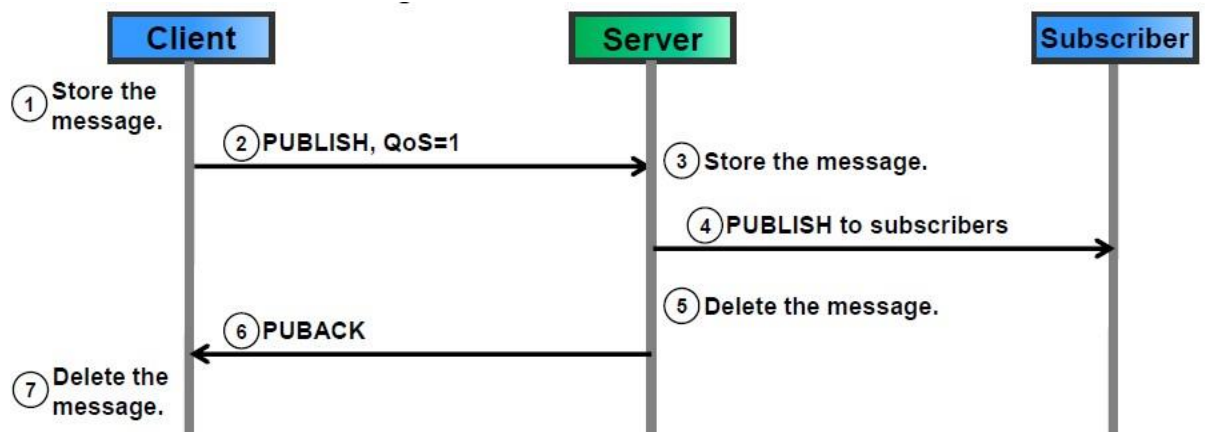 Client
Server
Subscriber
1 Store the
message.
2 PUBLISH, QoS=1
3 Store the message.
4 PUBLISH to subscribers
5 Delete the message.
6 PUBACK
7 Delete the
message.